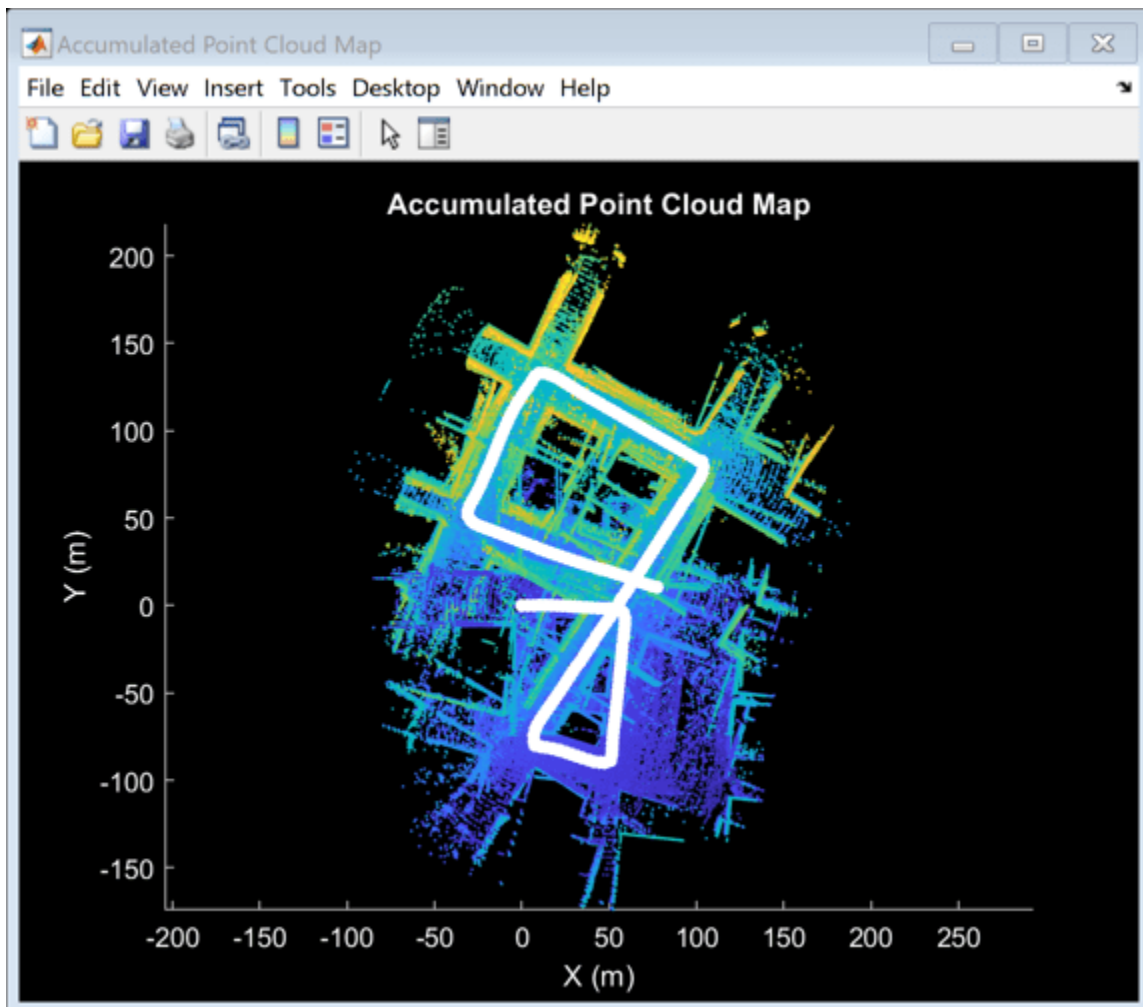 Accumulated Point Cloud Map
File Edit View Insert Tools Desktop Window Help
Accumulated Point Cloud Map
200
150
100
50
0
-50
-100
-150
Y (m)
-200 -150 -100 -50 0 50 100 150 200 250
X (m)